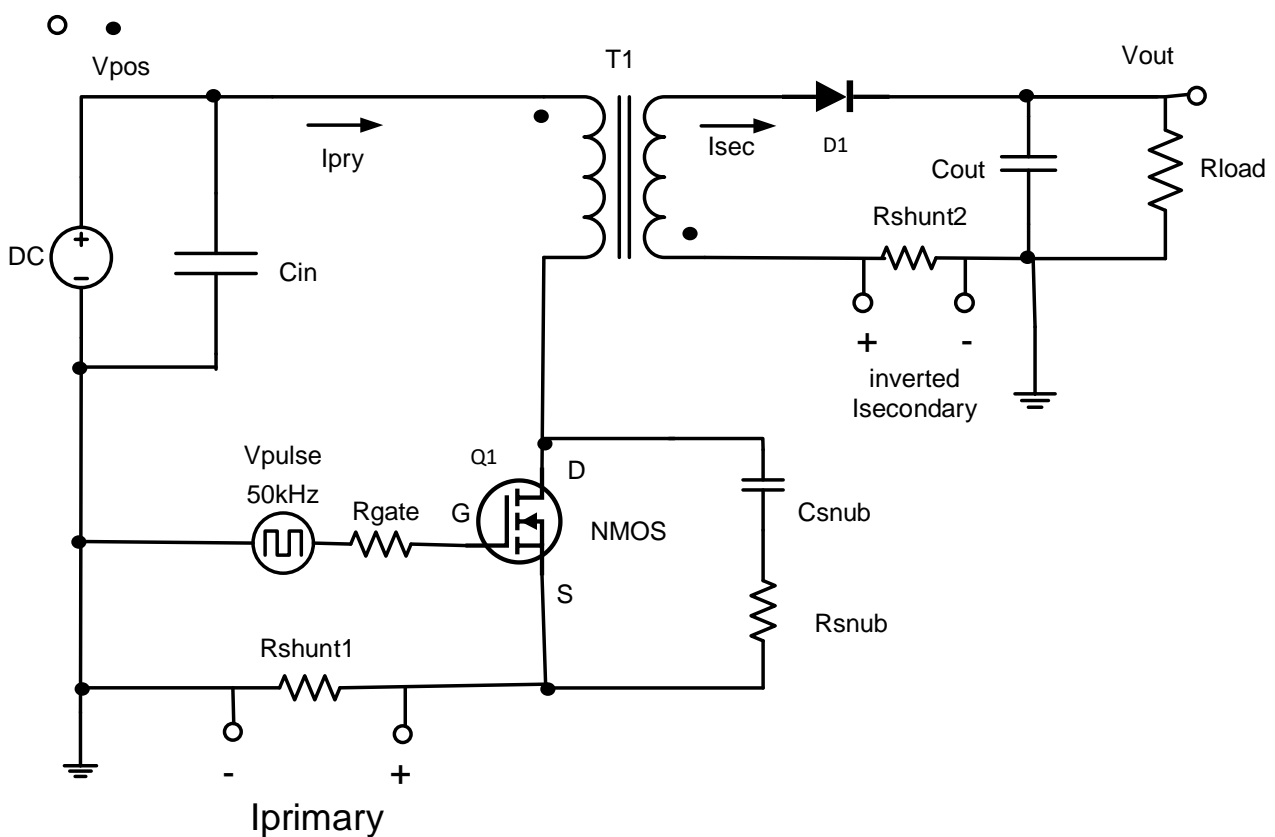 Vpos
T1
Vout
Ipry
Isec
D1
Cout
Rload
Rshunt2
DC
+
-
Cin
+
-
inverted
Isecondary
Vpulse
50kHz
Rgate
Q1
D
G
NMOS
S
Csnub
Rsnub
Rshunt1
-
+
Iprimary